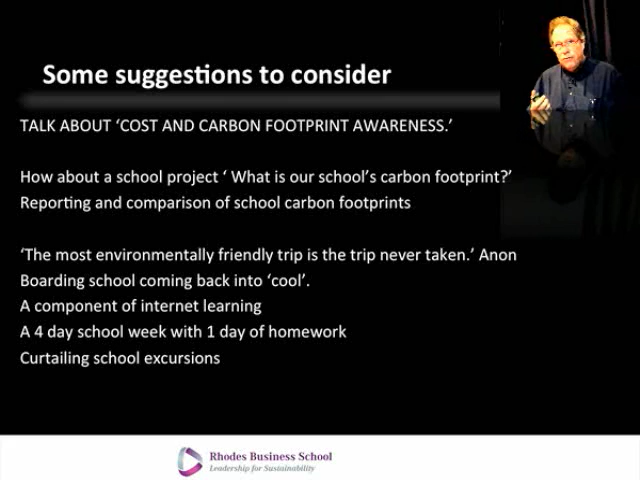 Some suggestions to consider
TALK ABOUT ‘COST AND CARBON FOOTPRINT AWARENESS.’
How about a school project ‘ What is our school’s carbon footprint?’
Reporting and comparison of school carbon footprints
‘The most environmentally friendly trip is the trip never taken.’ Anon
Boarding school coming back into ‘cool’.
A component of internet learning
A 4 day school week with 1 day of homework
Curtailing school excursions
Rhodes Business School
Leadership for Sustainability